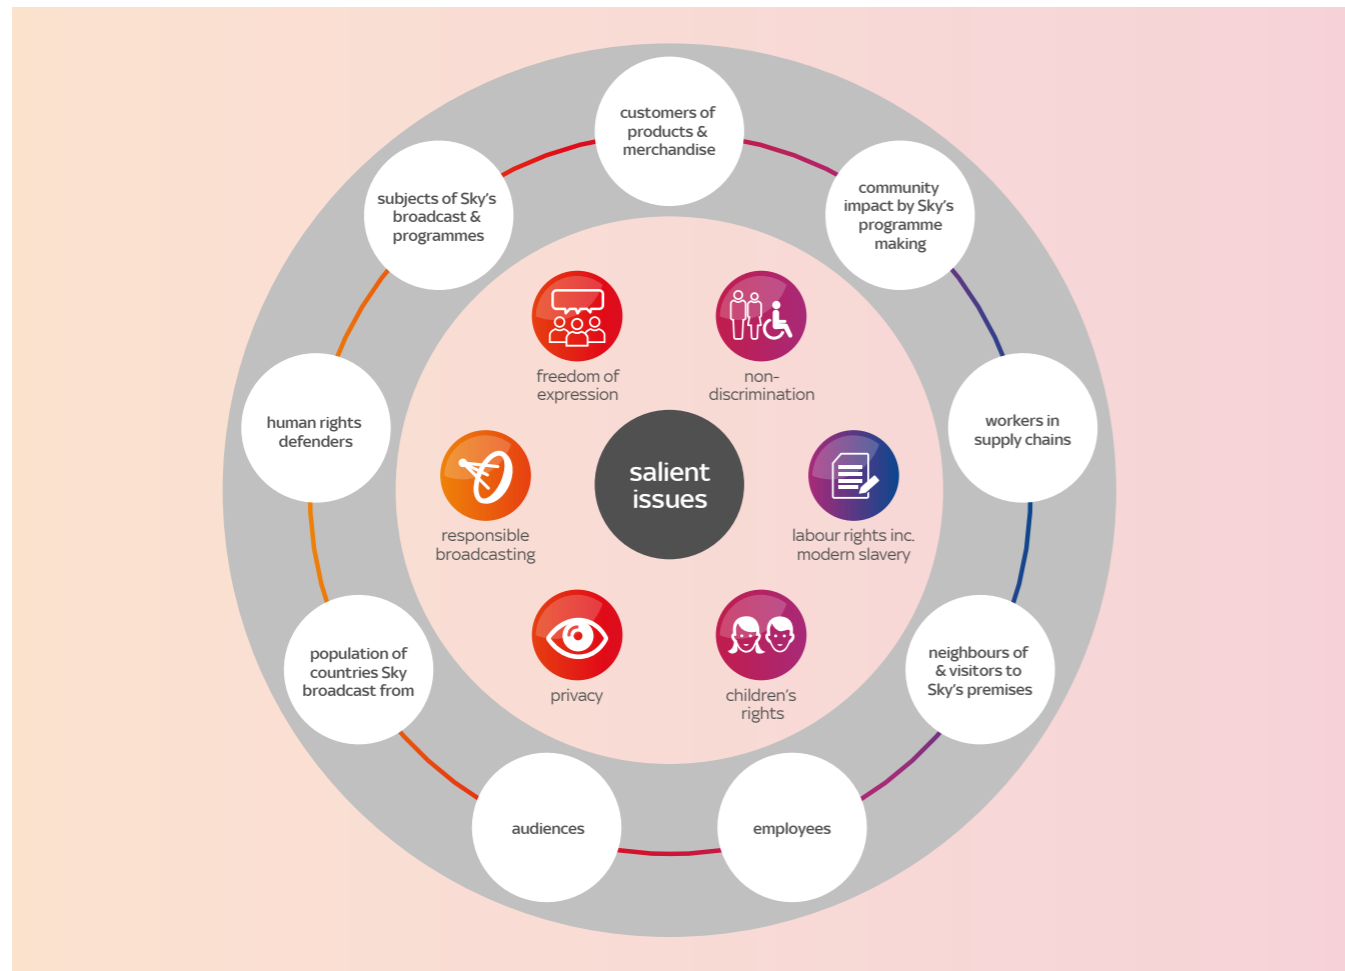 customers of
products &
merchandise
community
impact by Sky's
programme
making
workers in
supply chains
neighbours of
& visitors to
Sky's premises
employees
audiences
population of
countries Sky
broadcast from
human rights
defenders
subjects of Sky's
broadcast &
programmes
freedom of
expression
non-
discrimination
labour rights inc.
modern slavery
children's
rights
privacy
responsible
broadcasting
salient
issues